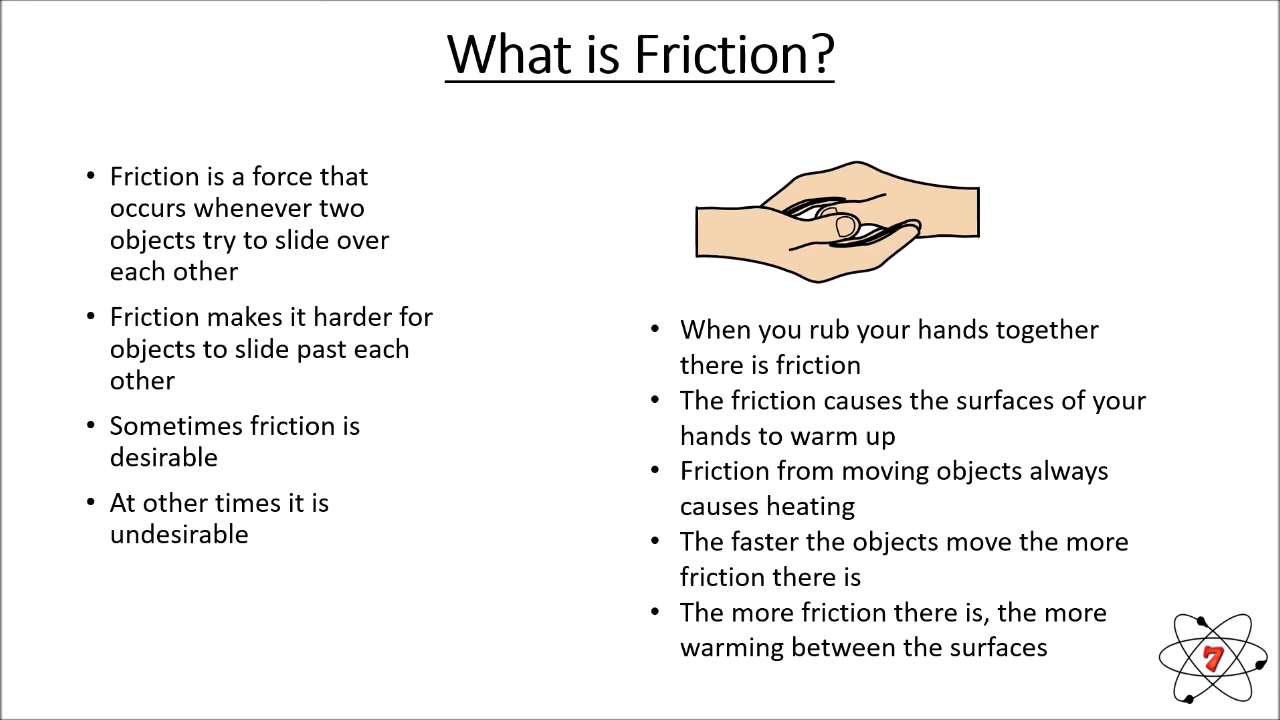 What is Friction?
• Friction is a force that
occurs whenever two
objects try to slide over
each other
• Friction makes it harder for
objects to slide past each
other
• Sometimes friction is
desirable
• At other times it is
undesirable
• When you rub your hands together
there is friction
• The friction causes the surfaces of your
hands to warm up
• Friction from moving objects always
causes heating
• The faster the objects move the more
friction there is
• The more friction there is, the more
warming between the surfaces
7